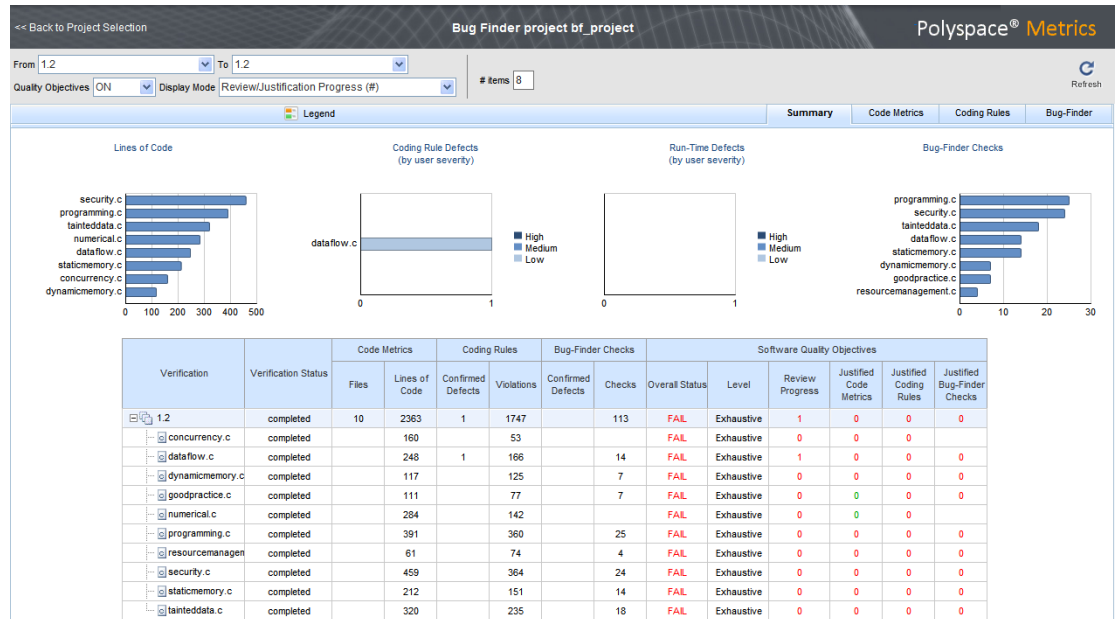 << Back to Project Selection
Bug Finder project bf_project
Polyspace® Metrics
From 1.2 To 1.2
# items 8
Refresh
Quality Objectives ON Display Mode Review/Justification Progress (#)
Legend
Summary Code Metrics Coding Rules Bug-Finder
Lines of Code
security.c
programming.c
tainteddata.c
numerical.c
dataflow.c
staticmemory.c
concurrency.c
dynamicmemory.c
0 100 200 300 400 500
Coding Rule Defects
(by user severity)
dataflow.c
High
Medium
Low
0 1
Run-Time Defects
(by user severity)
High
Medium
Low
0 1
Bug-Finder Checks
programming.c
security.c
tainteddata.c
dataflow.c
staticmemory.c
dynamicmemory.c
goodpractice.c
resourcemanagement.c
0 10 20 30
Verification Verification Status Code Metrics Coding Rules Bug-Finder Checks Software Quality Objectives
Files Lines of Code Confirmed Defects Violations Confirmed Defects Checks Overall Status Level Review Progress Justified Code Metrics Justified Coding Rules Justified Bug-Finder Checks
1.2 completed 10 2363 1 1747 113 FAIL Exhaustive 1 0 0 0
concurrency.c completed 160 53 FAIL Exhaustive 0 0 0
dataflow.c completed 248 1 166 14 FAIL Exhaustive 1 0 0 0
dynamicmemory.c completed 117 125 7 FAIL Exhaustive 0 0 0 0
goodpractice.c completed 111 77 7 FAIL Exhaustive 0 0 0 0
numerical.c completed 284 142 FAIL Exhaustive 0 0 0
programming.c completed 391 360 25 FAIL Exhaustive 0 0 0 0
resourcemanagen completed 61 74 4 FAIL Exhaustive 0 0 0 0
security.c completed 459 364 24 FAIL Exhaustive 0 0 0 0
staticmemory.c completed 212 151 14 FAIL Exhaustive 0 0 0 0
tainteddata.c completed 320 235 18 FAIL Exhaustive 0 0 0 0